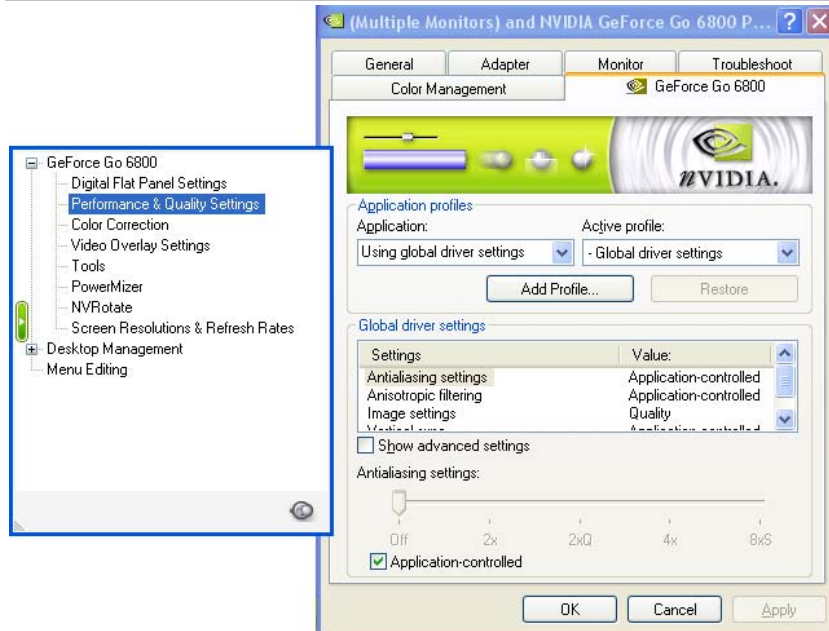 (Multiple Monitors) and NVIDIA GeForce Go 6800 P...
General Adapter Monitor Troubleshoot
Color Management GeForce Go 6800
GeForce Go 6800
Digital Flat Panel Settings
Performance & Quality Settings
Color Correction
Video Overlay Settings
Tools
PowerMizer
NVRotate
Screen Resolutions & Refresh Rates
Desktop Management
Menu Editing
nVIDIA.
Application profiles
Application: Active profile:
Using global driver settings - Global driver settings
Add Profile... Restore
Global driver settings
Settings Value:
Antialiasing settings Application-controlled
Anisotropic filtering Application-controlled
Image settings Quality
Vertical sync Application-controlled
Show advanced settings
Antialiasing settings:
Off 2x 2xQ 4x 8xS
Application-controlled
OK Cancel Apply